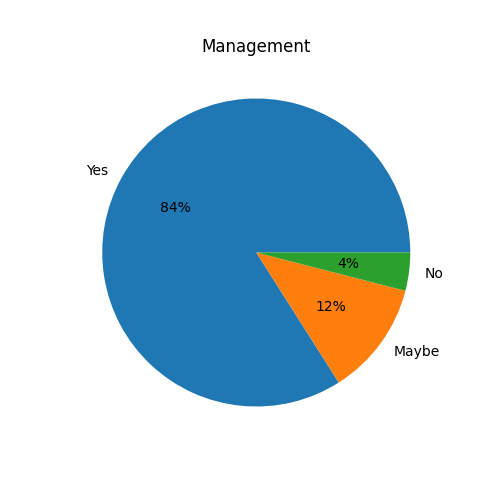 Management
Yes
84%
4%
No
12%
Maybe